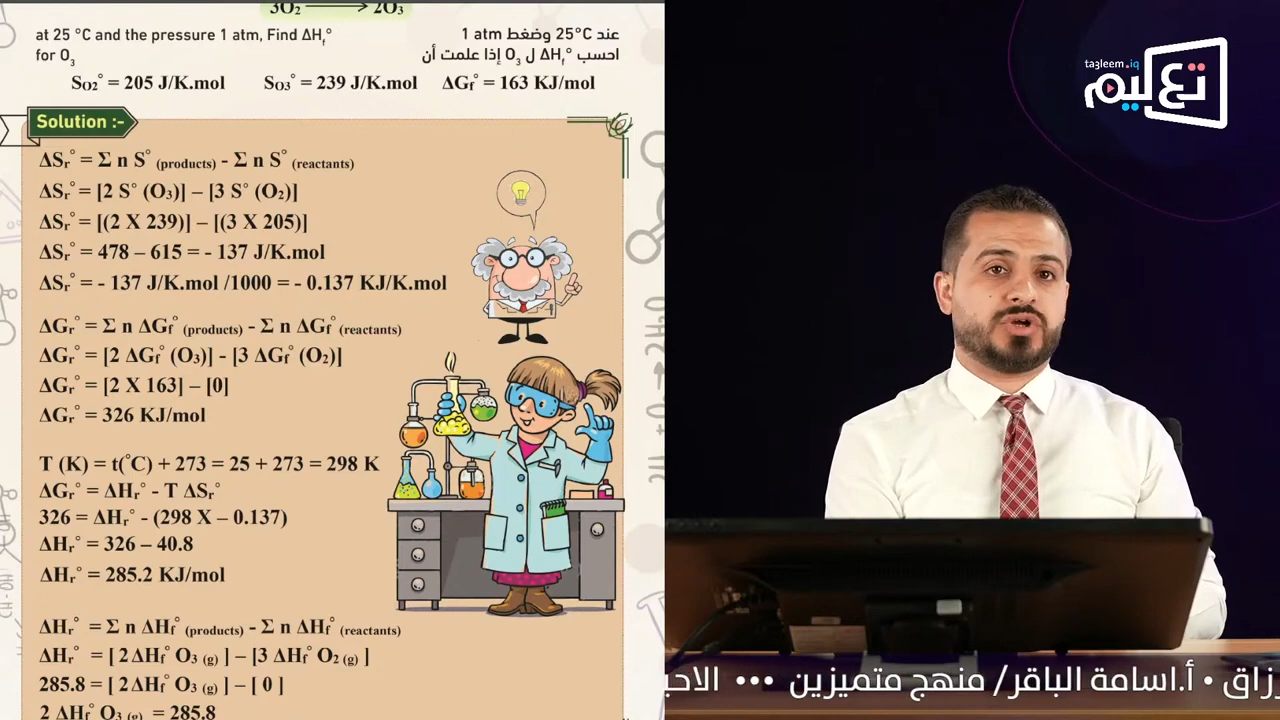 3O₂ ⟶ 2O₃
at 25 °C and the pressure 1 atm, Find ΔHf°
for O₃
عند 25°C وضغط 1 atm
احسب ΔHf° ل O₃ إذا علمت أن
SO₂° = 205 J/K.mol SO₃° = 239 J/K.mol ΔGf° = 163 KJ/mol
Solution :-
ΔSr° = Σ n S° (products) - Σ n S° (reactants)
ΔSr° = [2 S° (O₃)] – [3 S° (O₂)]
ΔSr° = [(2 X 239)] – [(3 X 205)]
ΔSr° = 478 – 615 = - 137 J/K.mol
ΔSr° = - 137 J/K.mol /1000 = - 0.137 KJ/K.mol
ΔGr° = Σ n ΔGf° (products) - Σ n ΔGf° (reactants)
ΔGr° = [2 ΔGf° (O₃)] - [3 ΔGf° (O₂)]
ΔGr° = [2 X 163] – [0]
ΔGr° = 326 KJ/mol
T (K) = t(°C) + 273 = 25 + 273 = 298 K
ΔGr° = ΔHr° - T ΔSr°
326 = ΔHr° - (298 X – 0.137)
ΔHr° = 326 – 40.8
ΔHr° = 285.2 KJ/mol
ΔHr° = Σ n ΔHf° (products) - Σ n ΔHf° (reactants)
ΔHr° = [ 2 ΔHf° O₃ (g) ] – [3 ΔHf° O₂ (g) ]
285.8 = [ 2 ΔHf° O₃ (g) ] – [ 0 ]
2 ΔHf° O₃ (g) = 285.8
ta3leem.iq
تعليم
رزاق • أ.اسامة الباقر/ منهج متميزين ••• الاحيا